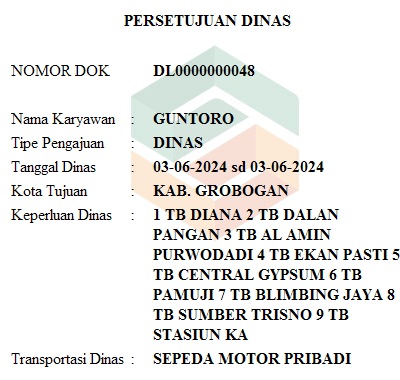 PERSETUJUAN DINAS
NOMOR DOK DL0000000048
Nama Karyawan : GUNTORO
Tipe Pengajuan : DINAS
Tanggal Dinas : 03-06-2024 sd 03-06-2024
Kota Tujuan : KAB. GROBOGAN
Keperluan Dinas : 1 TB DIANA 2 TB DALAN
PANGAN 3 TB AL AMIN
PURWODADI 4 TB EKAN PASTI 5
TB CENTRAL GYPSUM 6 TB
PAMUJI 7 TB BLIMBING JAYA 8
TB SUMBER TRISNO 9 TB
STASIUN KA
Transportasi Dinas : SEPEDA MOTOR PRIBADI